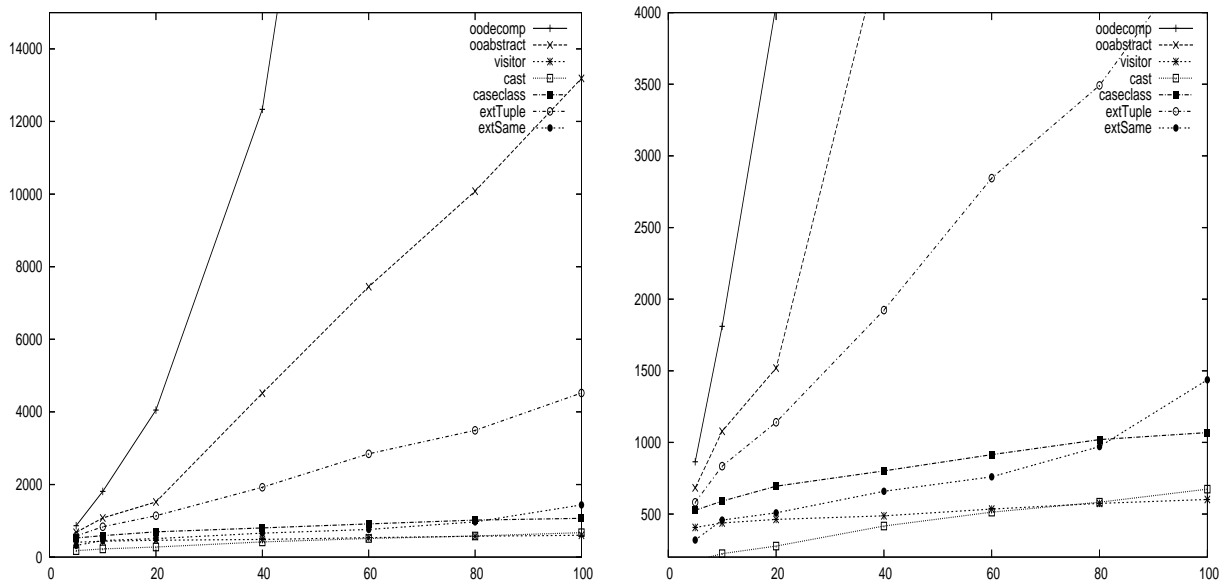 14000
12000
10000
8000
6000
4000
2000
0
0 20 40 60 80 100
oodecomp
ooabstract
visitor
cast
caseclass
extTuple
extSame
4000
3500
3000
2500
2000
1500
1000
500
0 20 40 60 80 100
oodecomp
ooabstract
visitor
cast
caseclass
extTuple
extSame